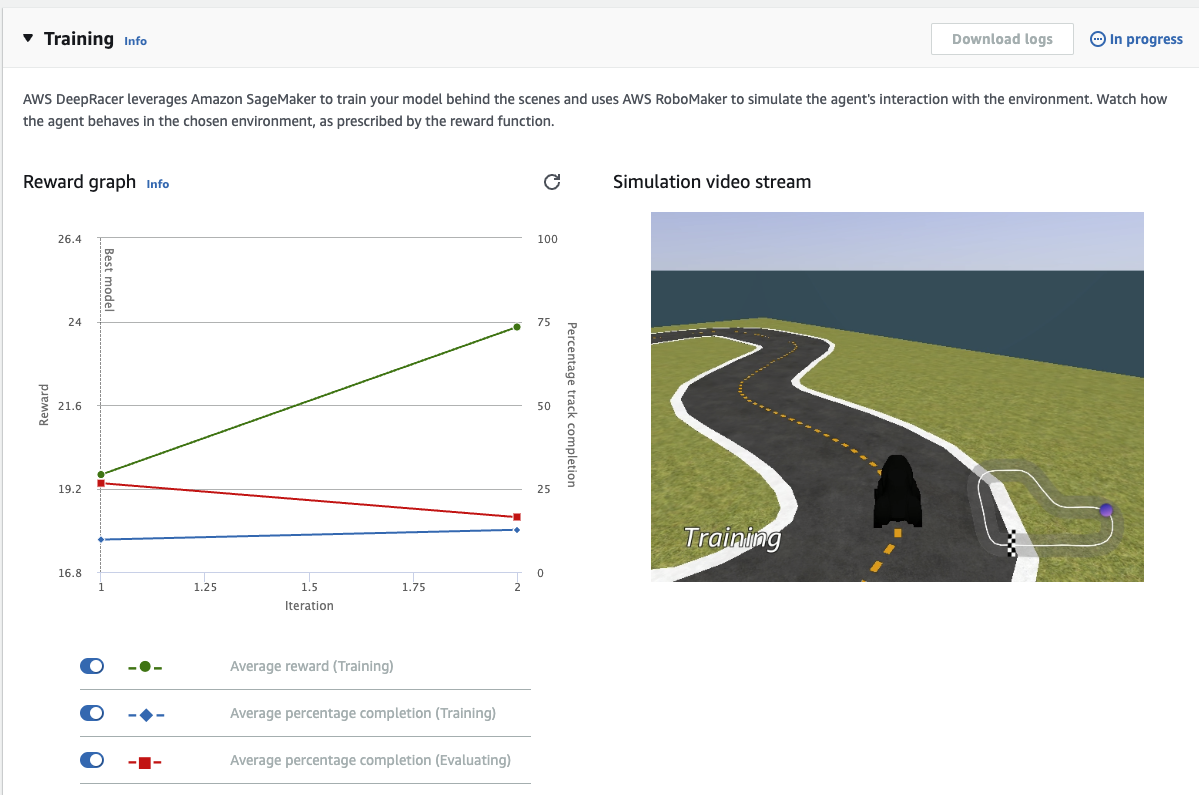 Training Info
Download logs
In progress
AWS DeepRacer leverages Amazon SageMaker to train your model behind the scenes and uses AWS RoboMaker to simulate the agent's interaction with the environment. Watch how
the agent behaves in the chosen environment, as prescribed by the reward function.
Reward graph Info
Simulation video stream
26.4
24
21.6
19.2
16.8
Reward
Best model
100
75
50
25
0
Percentage track completion
1
1.25
1.5
1.75
2
Iteration
Training
Average reward (Training)
Average percentage completion (Training)
Average percentage completion (Evaluating)